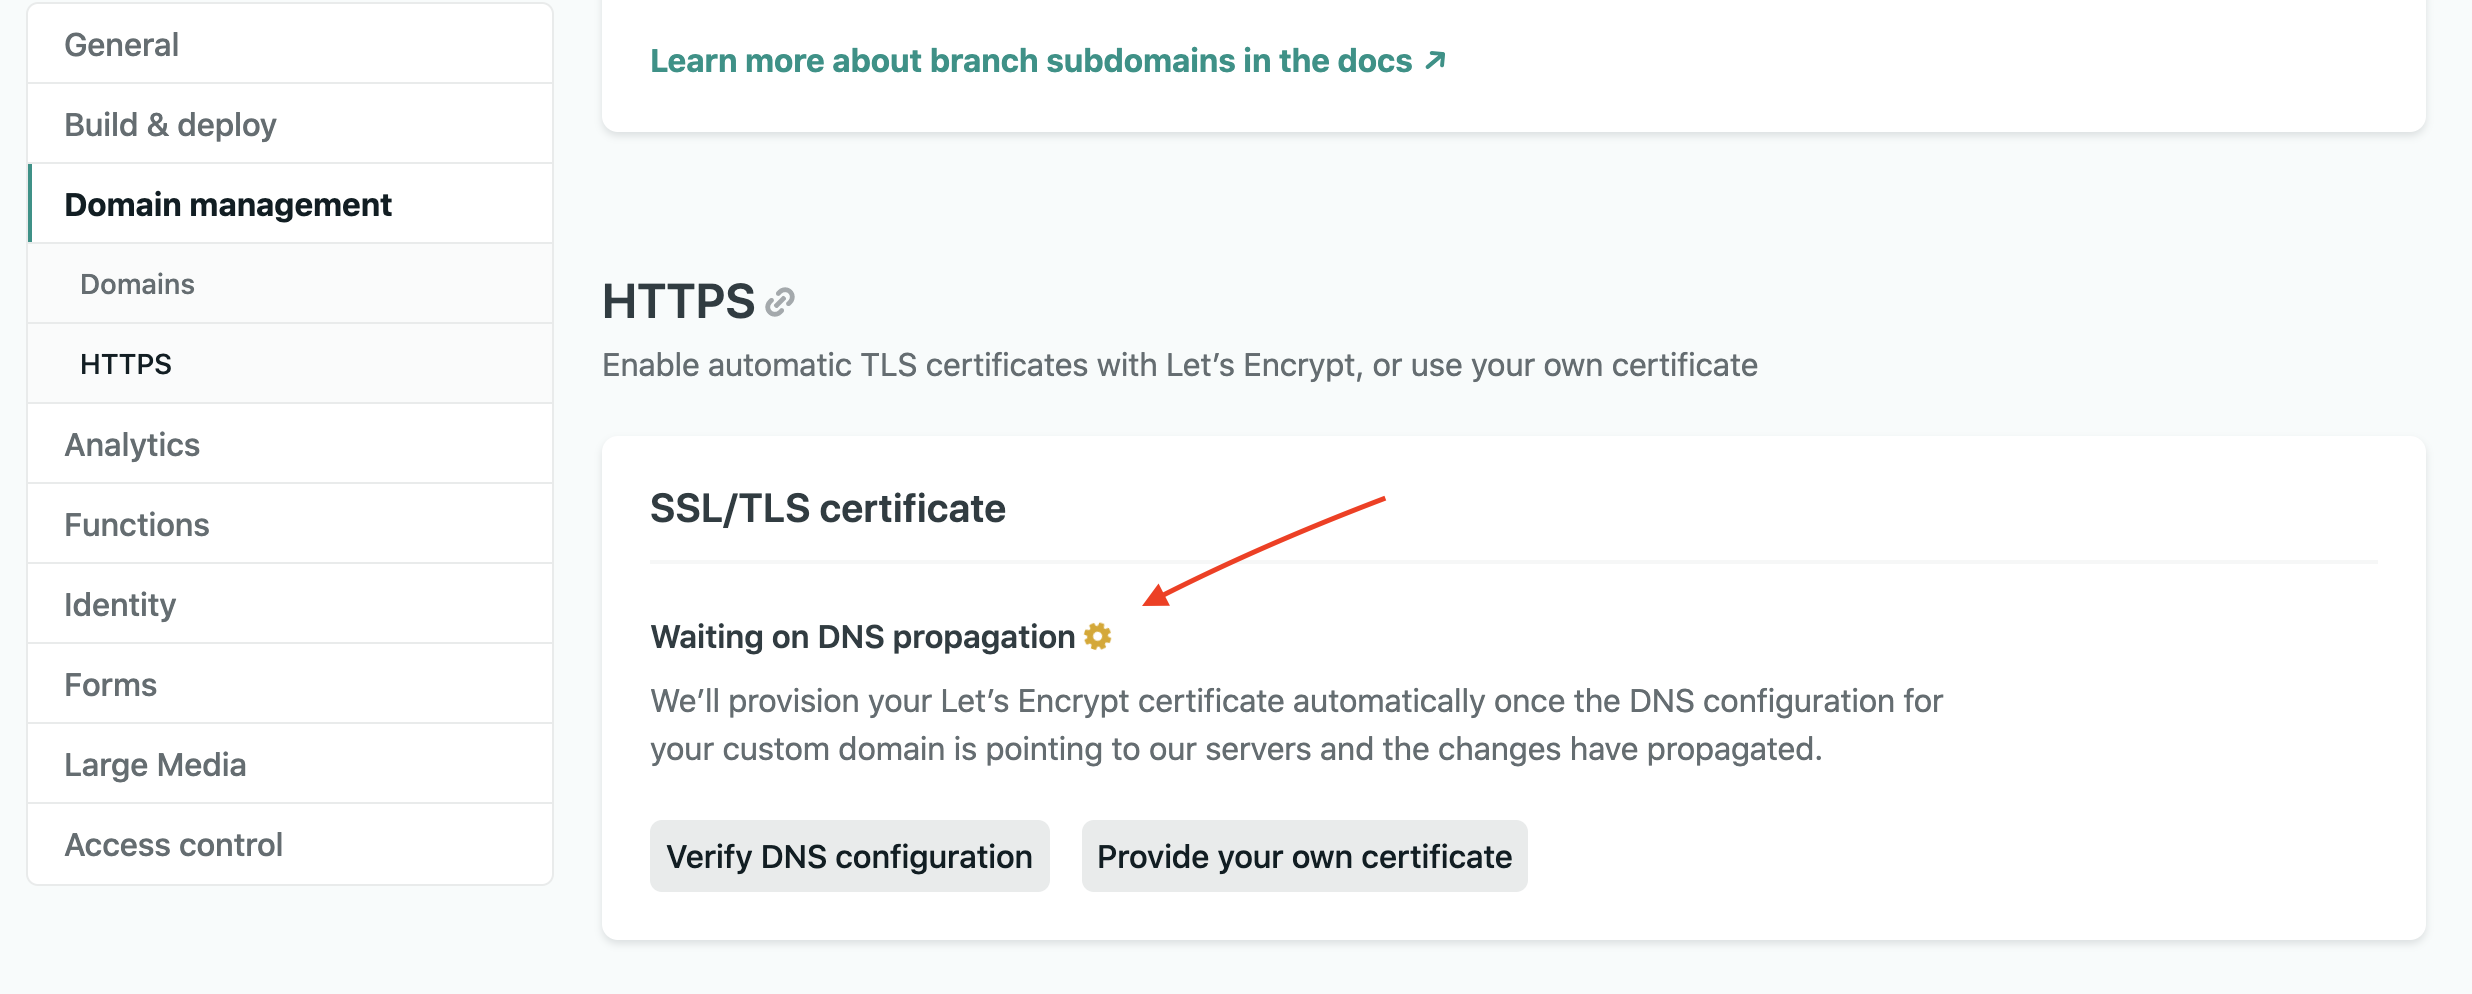 General
Build & deploy
Domain management
Domains
HTTPS
Analytics
Functions
Identity
Forms
Large Media
Access control
Learn more about branch subdomains in the docs ↗
HTTPS
Enable automatic TLS certificates with Let’s Encrypt, or use your own certificate
SSL/TLS certificate
Waiting on DNS propagation
We’ll provision your Let’s Encrypt certificate automatically once the DNS configuration for
your custom domain is pointing to our servers and the changes have propagated.
Verify DNS configuration
Provide your own certificate